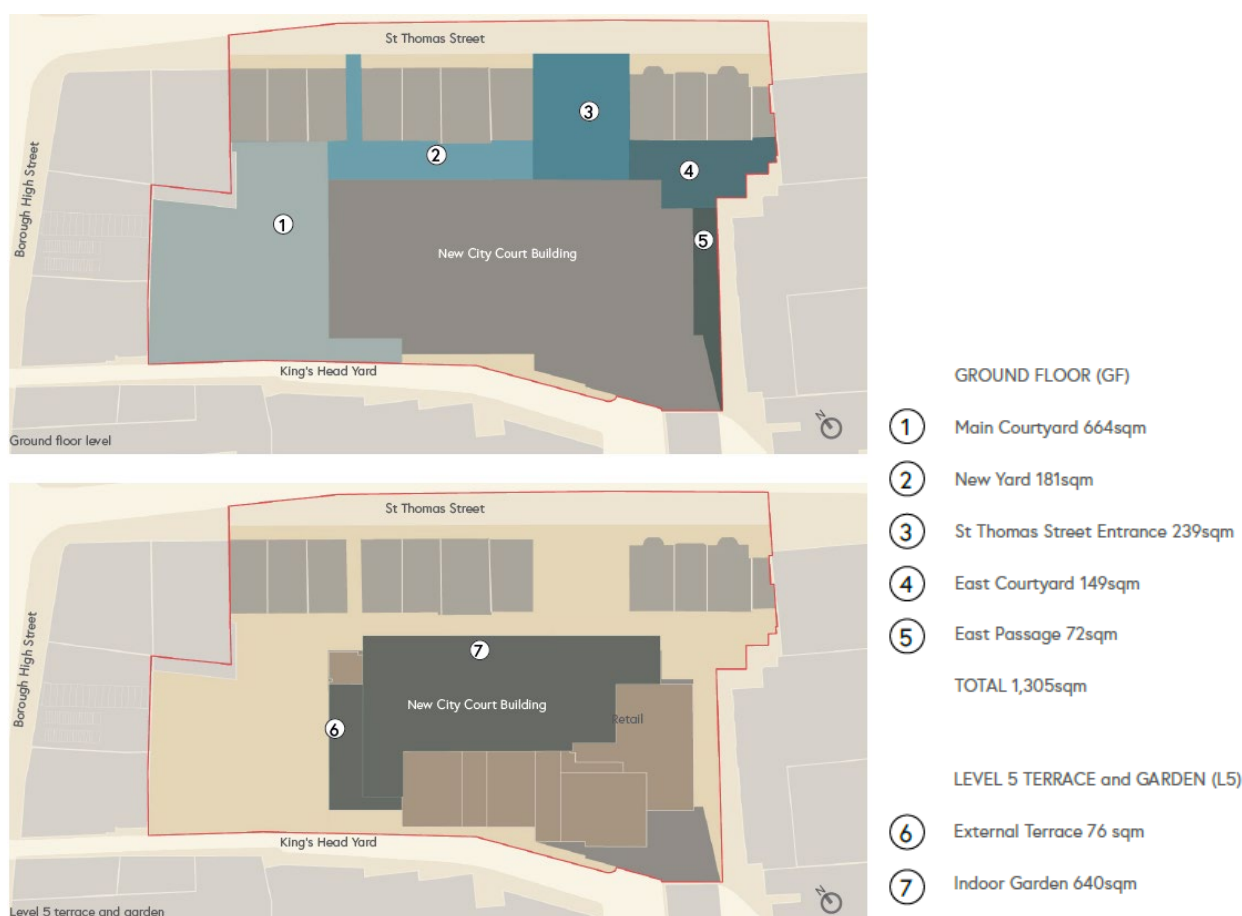 St Thomas Street
3
2
4
1
5
Borough High Street
New City Court Building
King's Head Yard
N
Ground floor level
St Thomas Street
7
New City Court Building
Retail
6
Borough High Street
King's Head Yard
N
Level 5 terrace and garden
GROUND FLOOR (GF)
1 Main Courtyard 664sqm
2 New Yard 181sqm
3 St Thomas Street Entrance 239sqm
4 East Courtyard 149sqm
5 East Passage 72sqm
TOTAL 1,305sqm
LEVEL 5 TERRACE and GARDEN (L5)
6 External Terrace 76 sqm
7 Indoor Garden 640sqm